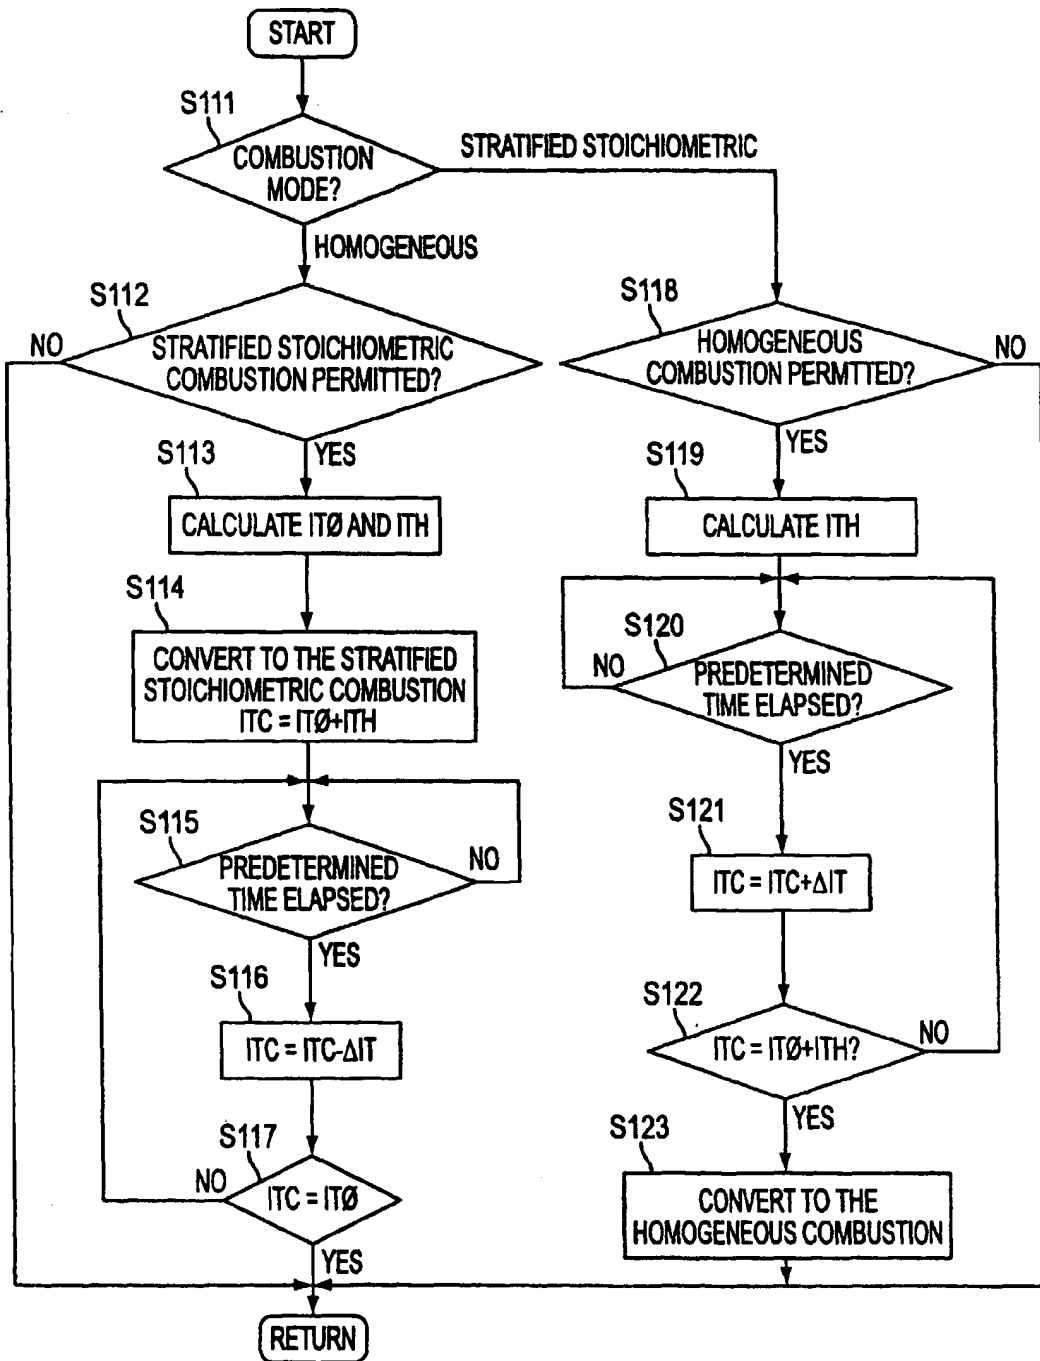 START
S111
COMBUSTION
MODE?
STRATIFIED STOICHIOMETRIC
HOMOGENEOUS
S112
NO
STRATIFIED STOICHIOMETRIC
COMBUSTION PERMITTED?
YES
S113
CALCULATE ITØ AND ITH
S114
CONVERT TO THE STRATIFIED
STOICHIOMETRIC COMBUSTION
ITC = ITØ+ITH
S115
PREDETERMINED
TIME ELAPSED?
NO
YES
S116
ITC = ITC-ΔIT
S117
NO
ITC = ITØ
YES
S118
HOMOGENEOUS
COMBUSTION PERMTTED?
NO
YES
S119
CALCULATE ITH
S120
NO
PREDETERMINED
TIME ELAPSED?
YES
S121
ITC = ITC+ΔIT
S122
ITC = ITØ+ITH?
NO
YES
S123
CONVERT TO THE
HOMOGENEOUS COMBUSTION
RETURN